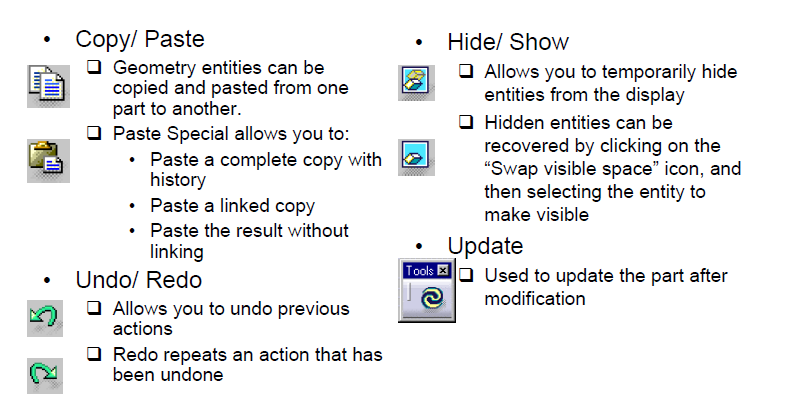 • Copy/ Paste
❑ Geometry entities can be
copied and pasted from one
part to another.
❑ Paste Special allows you to:
• Paste a complete copy with
history
• Paste a linked copy
• Paste the result without
linking
• Undo/ Redo
❑ Allows you to undo previous
actions
❑ Redo repeats an action that has
been undone
• Hide/ Show
❑ Allows you to temporarily hide
entities from the display
❑ Hidden entities can be
recovered by clicking on the
“Swap visible space” icon, and
then selecting the entity to
make visible
• Update
Tools
❑ Used to update the part after
modification